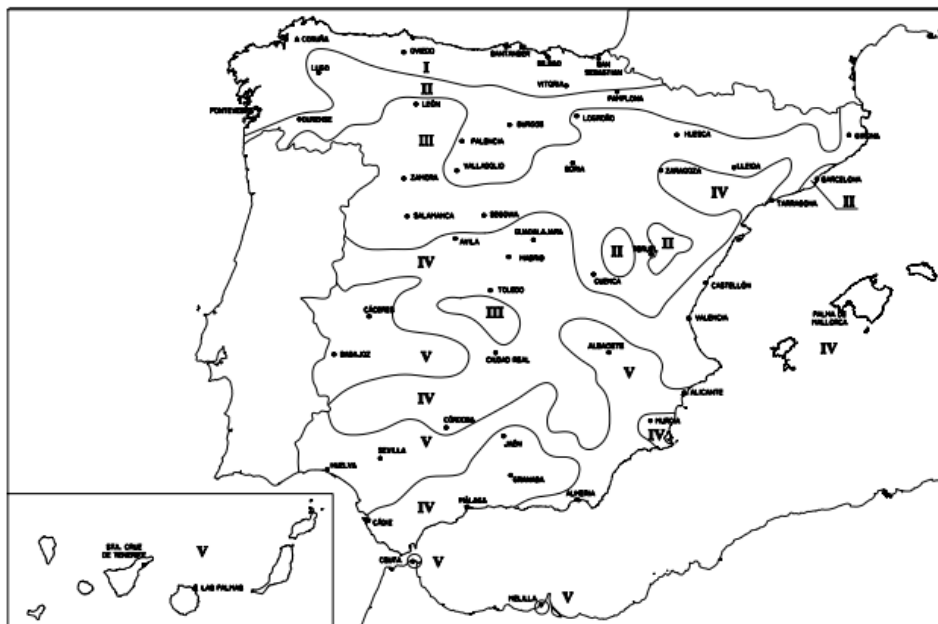 A CORUÑA
OVIEDO
SANTANDER
BILBAO
SAN
SEBASTIAN
LUGO
I
VITORIA
II
PAMPLONA
PONTEVEDRA
LEÓN
OURENSE
BURGOS
LOGROÑO
HUESCA
GIRONA
III
PALENCIA
ZAMORA
SORIA
ZARAGOZA
LLEIDA
BARCELONA
IV
TARRAGONA
II
SALAMANCA
SEGOVIA
AVILA
GUADALAJARA
II
II
TERUEL
IV
MADRID
CUENCA
CASTELLÓN
TOLEDO
CÁCERES
III
VALENCIA
PALMA DE
MALLORCA
IV
BADAJOZ
V
CIUDAD REAL
ALBACETE
V
ALICANTE
IV
CÓRDOBA
MURCIA
IV
V
JAÉN
SEVILLA
HUELVA
GRANADA
IV
MÁLAGA
ALMERIA
CÁDIZ
STA. CRUZ
DE TENERIFE
V
LAS PALMAS
CEUTA
V
MELILLA
V